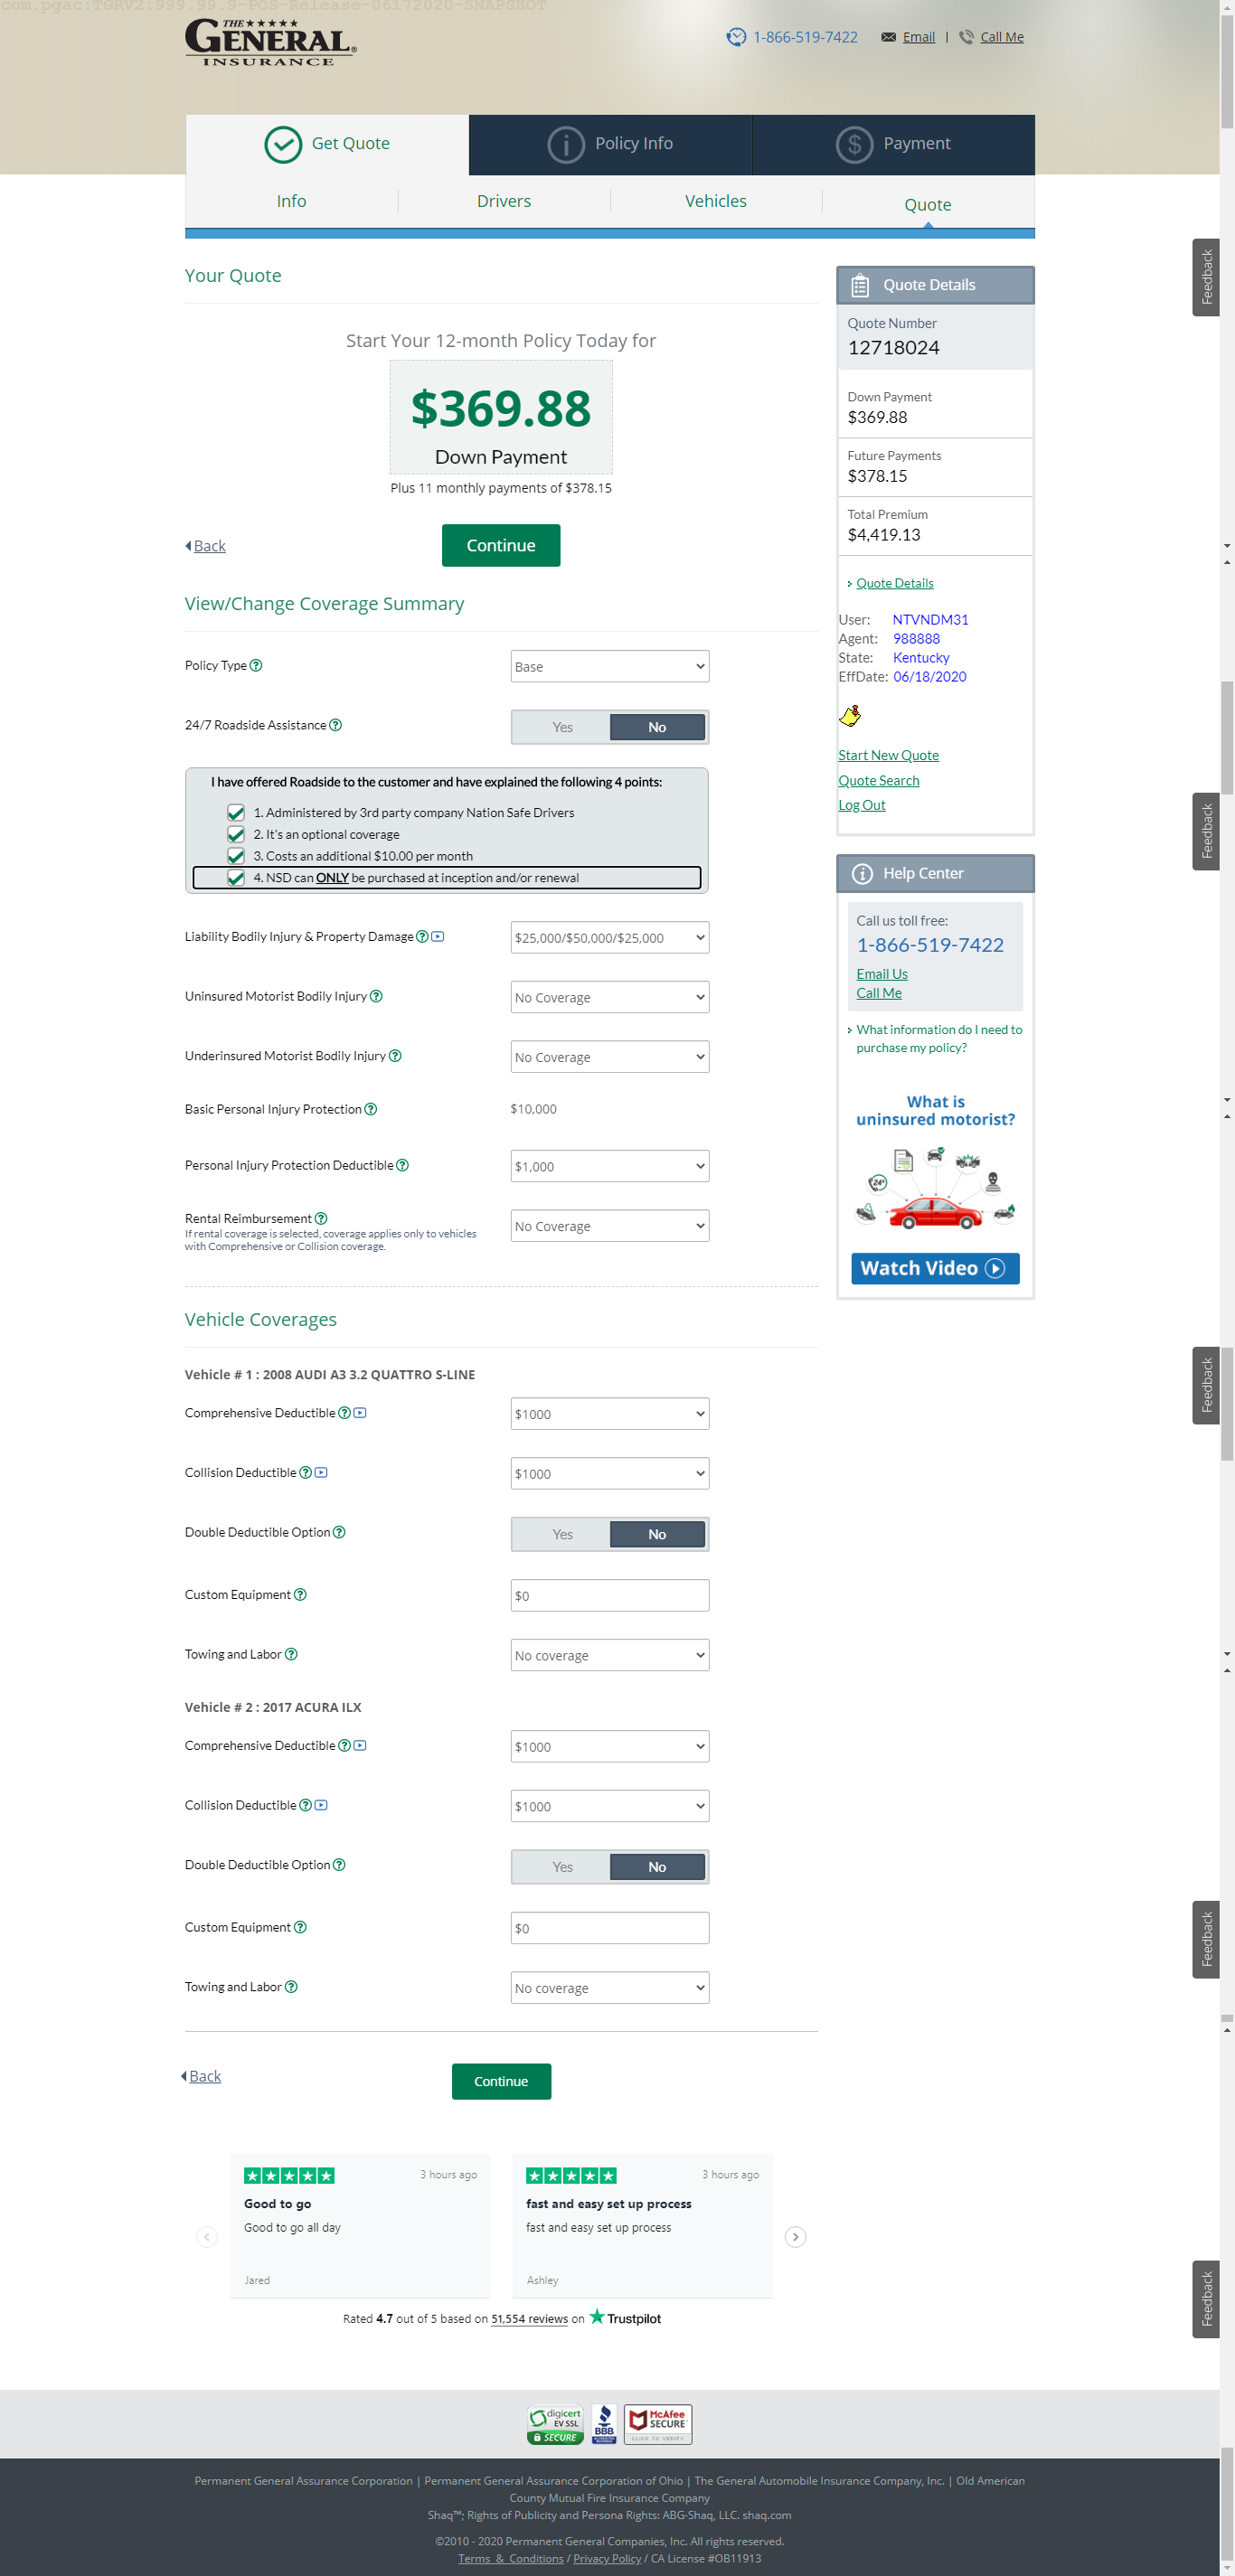 com.pgac:TGRV2:999.99.9-POS-Release-06172020-SNAPSHOT
THE ★★★★★
GENERAL®
INSURANCE
1-866-519-7422 Email | Call Me
Get Quote Policy Info Payment
Info Drivers Vehicles Quote
Your Quote
Start Your 12-month Policy Today for
$369.88
Down Payment
Plus 11 monthly payments of $378.15
Back Continue
View/Change Coverage Summary
Policy Type Base
24/7 Roadside Assistance Yes No
I have offered Roadside to the customer and have explained the following 4 points:
1. Administered by 3rd party company Nation Safe Drivers
2. It's an optional coverage
3. Costs an additional $10.00 per month
4. NSD can ONLY be purchased at inception and/or renewal
Liability Bodily Injury & Property Damage $25,000/$50,000/$25,000
Uninsured Motorist Bodily Injury No Coverage
Underinsured Motorist Bodily Injury No Coverage
Basic Personal Injury Protection $10,000
Personal Injury Protection Deductible $1,000
Rental Reimbursement No Coverage
If rental coverage is selected, coverage applies only to vehicles
with Comprehensive or Collision coverage.
Vehicle Coverages
Vehicle # 1 : 2008 AUDI A3 3.2 QUATTRO S-LINE
Comprehensive Deductible $1000
Collision Deductible $1000
Double Deductible Option Yes No
Custom Equipment $0
Towing and Labor No coverage
Vehicle # 2 : 2017 ACURA ILX
Comprehensive Deductible $1000
Collision Deductible $1000
Double Deductible Option Yes No
Custom Equipment $0
Towing and Labor No coverage
Back Continue
Quote Details
Quote Number
12718024
Down Payment
$369.88
Future Payments
$378.15
Total Premium
$4,419.13
Quote Details
User: NTVNDM31
Agent: 988888
State: Kentucky
EffDate: 06/18/2020
Start New Quote
Quote Search
Log Out
Help Center
Call us toll free:
1-866-519-7422
Email Us
Call Me
What information do I need to
purchase my policy?
What is
uninsured motorist?
24h
Watch Video
Feedback
Feedback
Feedback
Feedback
Feedback
3 hours ago
Good to go
Good to go all day
Jared
3 hours ago
fast and easy set up process
fast and easy set up process
Ashley
Rated 4.7 out of 5 based on 51,554 reviews on Trustpilot
digicert
EV SSL
SECURE
BBB
McAfee
SECURE
CLICK TO VERIFY
Permanent General Assurance Corporation | Permanent General Assurance Corporation of Ohio | The General Automobile Insurance Company, Inc. | Old American
County Mutual Fire Insurance Company
Shaq™; Rights of Publicity and Persona Rights: ABG-Shaq, LLC. shaq.com
©2010 - 2020 Permanent General Companies, Inc. All rights reserved.
Terms & Conditions / Privacy Policy / CA License #OB11913